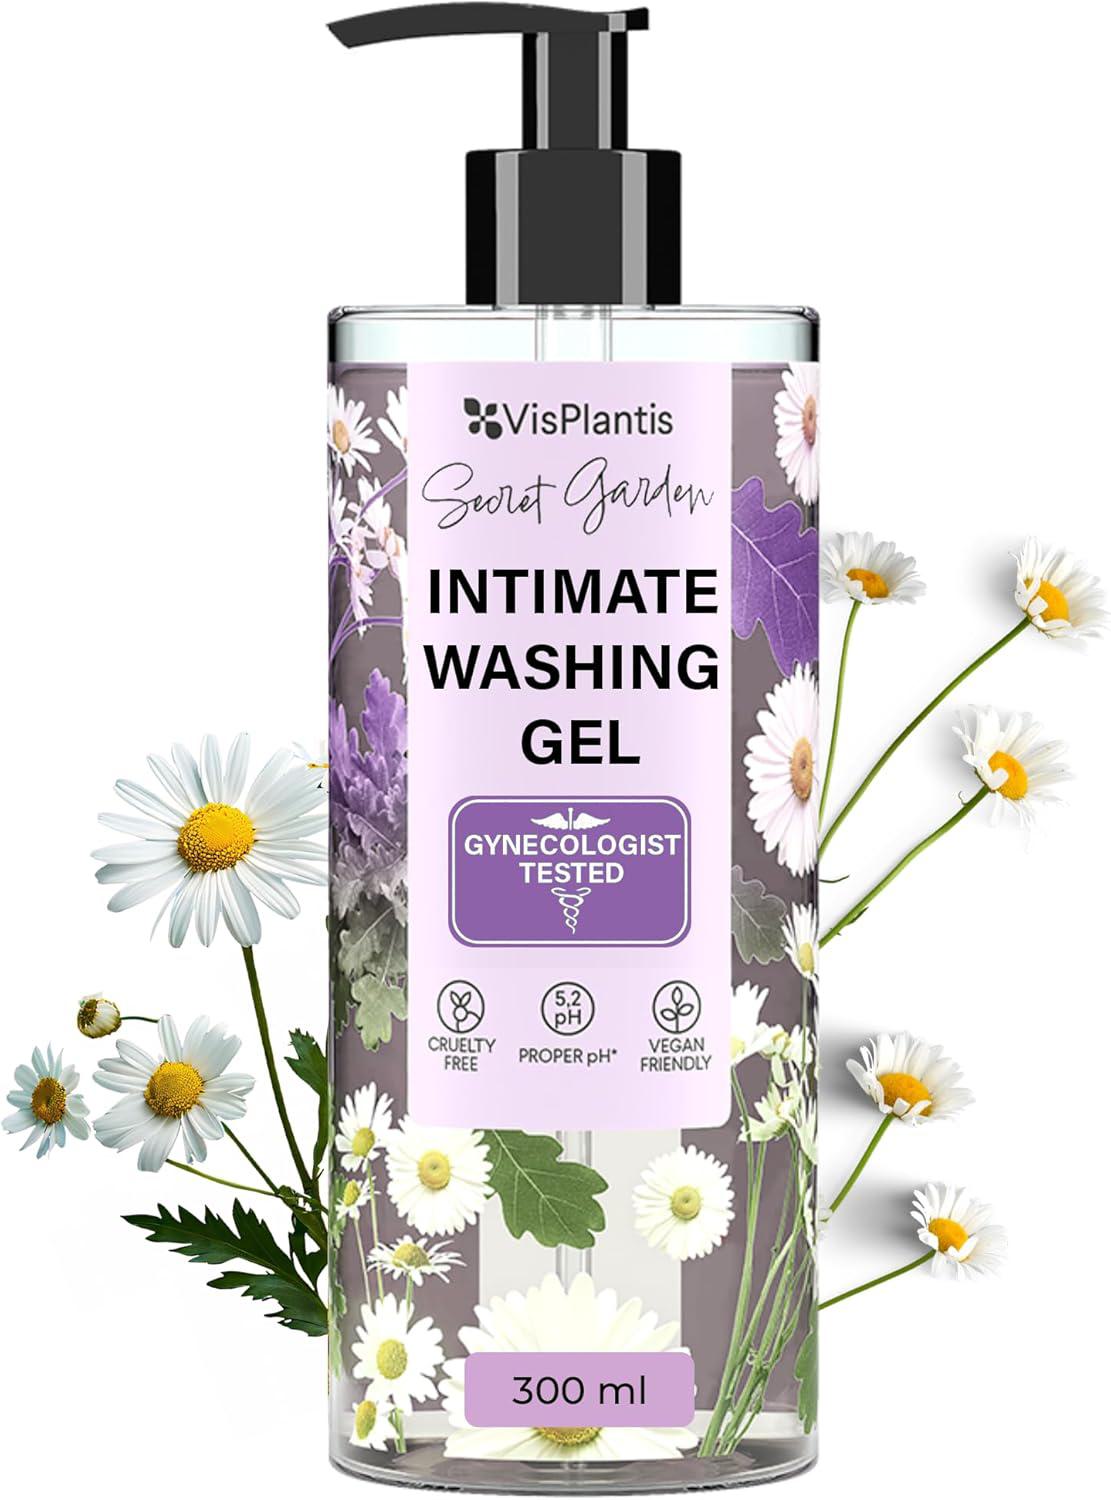 VisPlantis
Secret Garden
INTIMATE
WASHING
GEL
GYNECOLOGIST
TESTED
CRUELTY
FREE
5,2
pH
PROPER pH*
VEGAN
FRIENDLY
300 ml